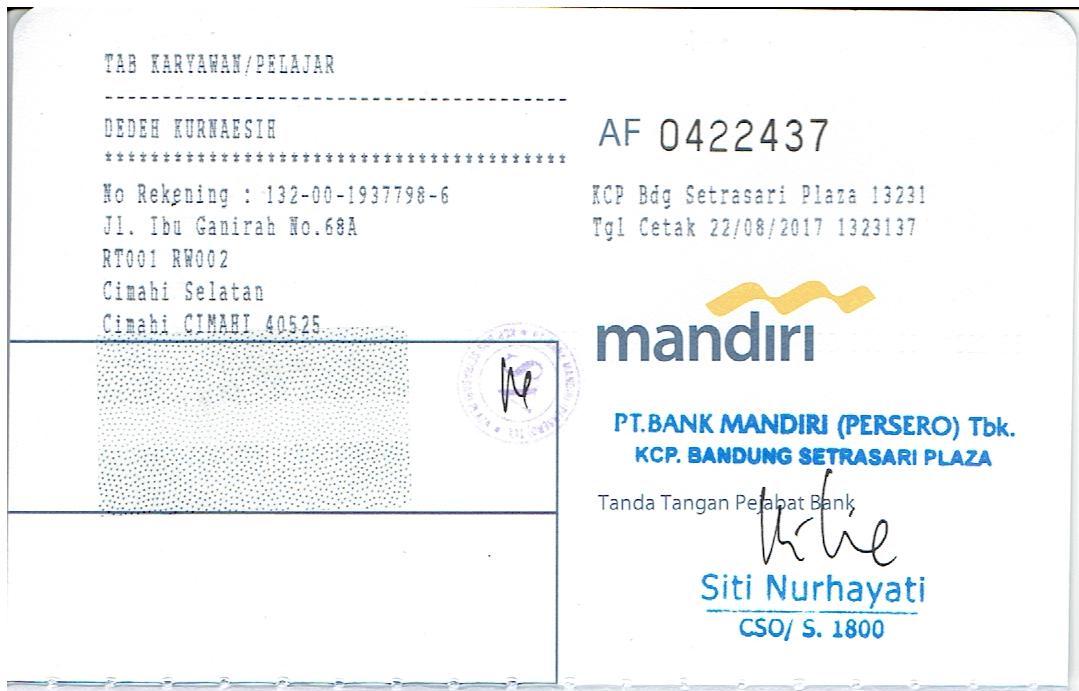 TAB KARYAWAN/PELAJAR
DEDEH KURNAESIH
No Rekening : 132-00-1937798-6
Jl. Ibu Ganirah No.68A
RT001 RW002
Cimahi Selatan
Cimahi CIMAHI 40525
AF 0422437
KCP Bdg Setrasari Plaza 13231
Tgl Cetak 22/08/2017 1323137
mandiri
PT.BANK MANDIRI (PERSERO) Tbk.
KCP. BANDUNG SETRASARI PLAZA
Tanda Tangan Pejabat Bank
Siti Nurhayati
CSO/ S. 1800